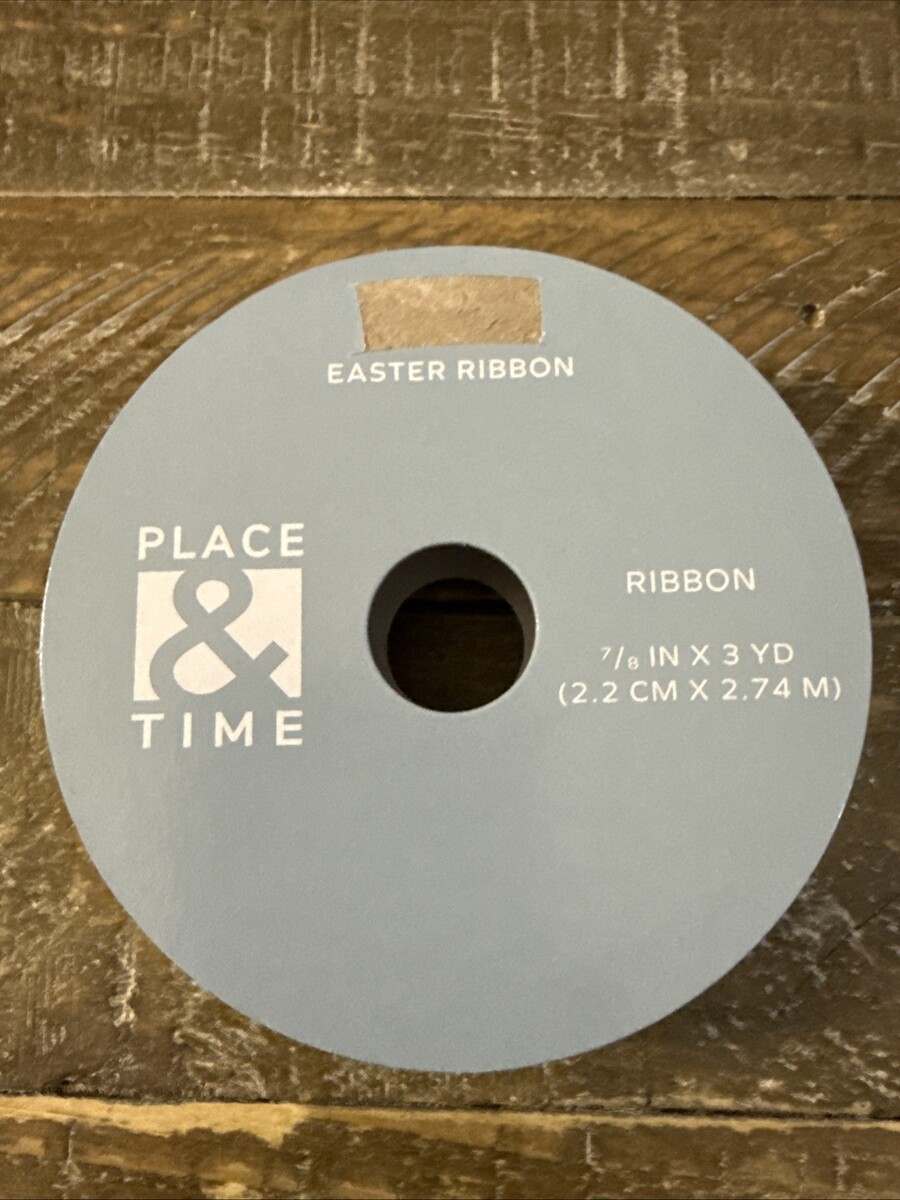 EASTER RIBBON
PLACE
&
TIME
RIBBON
⁷/₈ IN X 3 YD
(2.2 CM X 2.74 M)